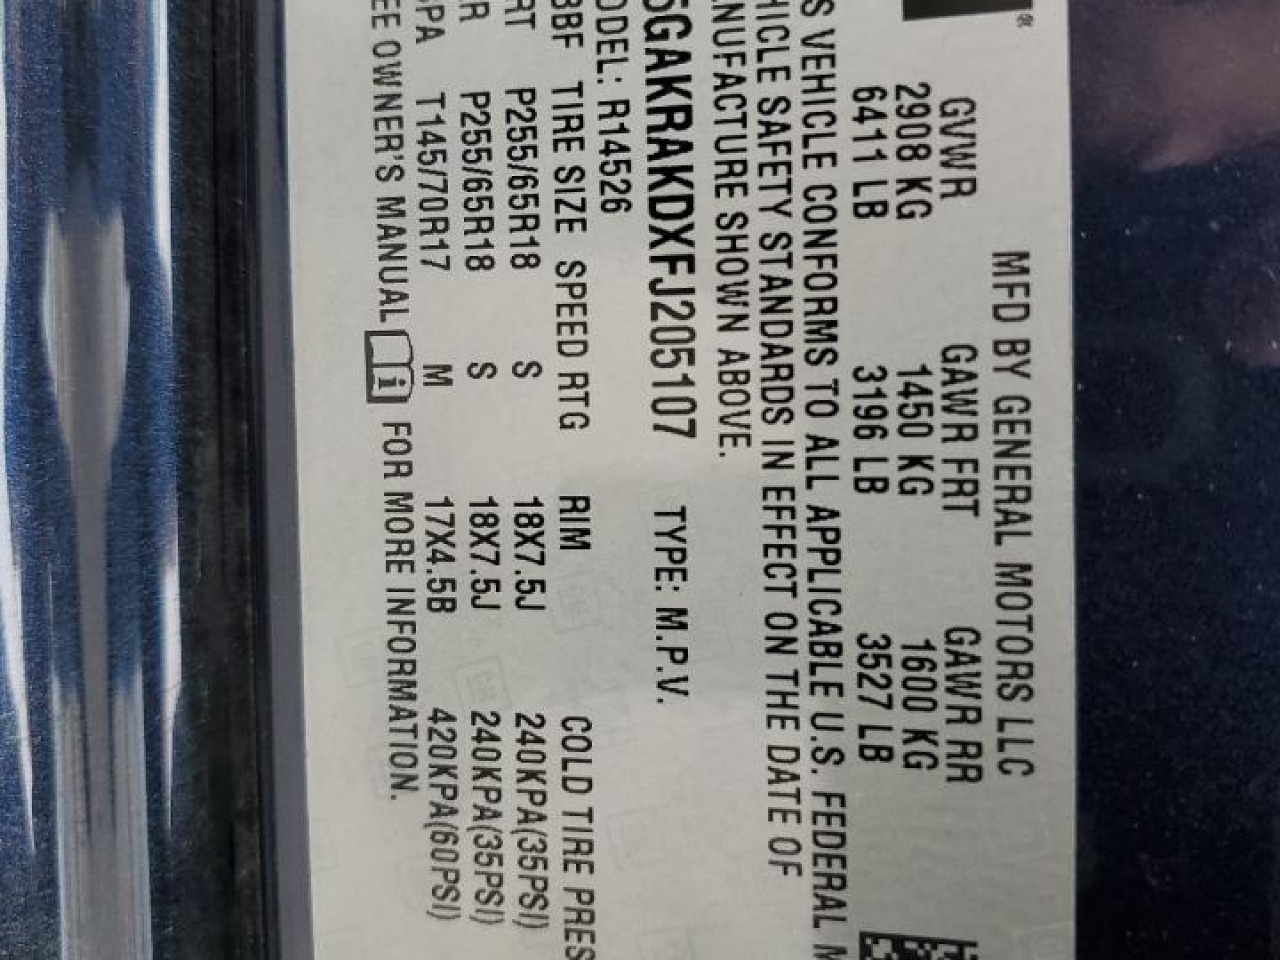 MFD BY GENERAL MOTORS LLC
GVWR GAWR FRT GAWR RR
2908 KG 1450 KG 1600 KG
6411 LB 3196 LB 3527 LB
S VEHICLE CONFORMS TO ALL APPLICABLE U.S. FEDERAL M
HICLE SAFETY STANDARDS IN EFFECT ON THE DATE OF
NUFACTURE SHOWN ABOVE.
5GAKRAKDXFJ205107 TYPE: M.P.V.
ODEL: R14526
BBF TIRE SIZE SPEED RTG RIM COLD TIRE PRES
RT P255/65R18 S 18X7.5J 240KPA(35PSI)
R P255/65R18 S 18X7.5J 240KPA(35PSI)
PA T145/70R17 M 17X4.5B 420KPA(60PSI)
EE OWNER'S MANUAL i FOR MORE INFORMATION.